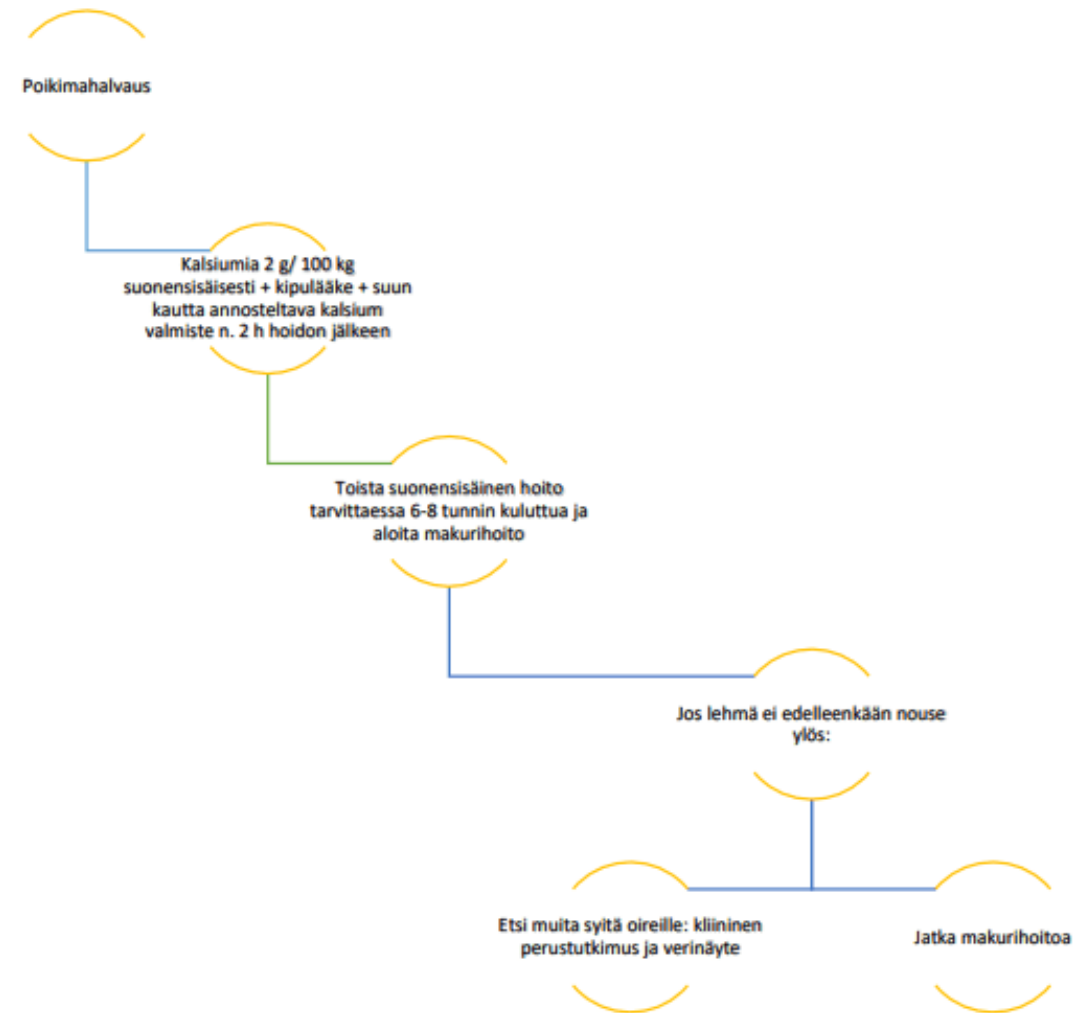 Poikimahalvaus
Kalsiumia 2 g/ 100 kg
suonensisäisesti + kipulääke + suun
kautta annosteltava kalsium
valmiste n. 2 h hoidon jälkeen
Toista suonensisäinen hoito
tarvittaessa 6-8 tunnin kuluttua ja
aloita makurihoito
Jos lehmä ei edelleenkään nouse
ylös:
Etsi muita syitä oireille: kliininen
perustutkimus ja verinäyte
Jatka makurihoitoa